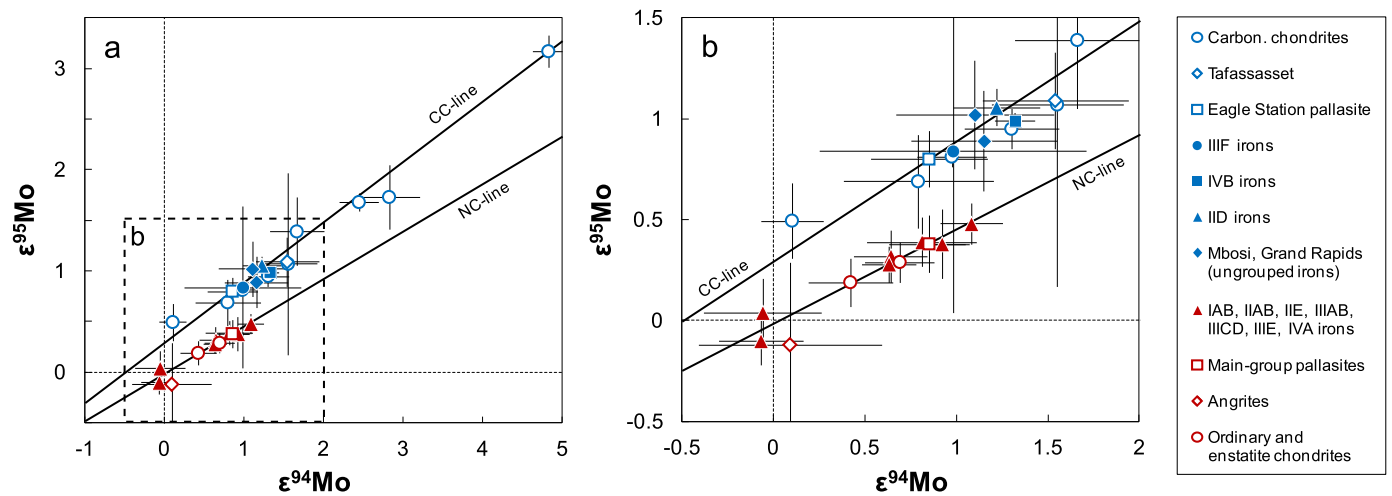 a
CC-line
NC-line
b
3
2
1
0
-1
0
1
2
3
4
5
ε95Mo
ε94Mo
b
CC-line
NC-line
1.5
1
0.5
0
-0.5
-0.5
0
0.5
1
1.5
2
ε95Mo
ε94Mo
Carbon. chondrites
Tafassasset
Eagle Station pallasite
IIIF irons
IVB irons
IID irons
Mbosi, Grand Rapids
(ungrouped irons)
IAB, IIAB, IIE, IIIAB,
IIICD, IIIE, IVA irons
Main-group pallasites
Angrites
Ordinary and
enstatite chondrites